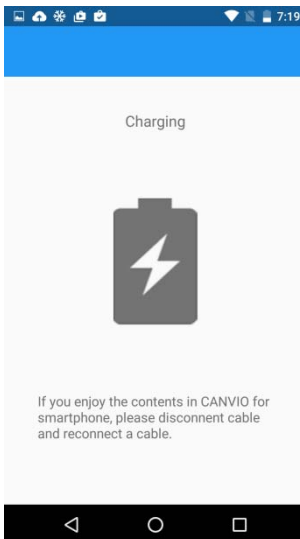 7:19
Charging
If you enjoy the contents in CANVIO for
smartphone, please disconnent cable
and reconnect a cable.